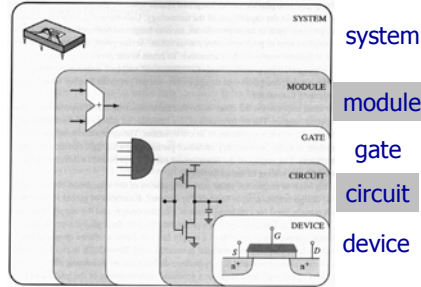 SYSTEM
system
MODULE
module
+
GATE
gate
CIRCUIT
circuit
DEVICE
device
G
S
D
n+
n+